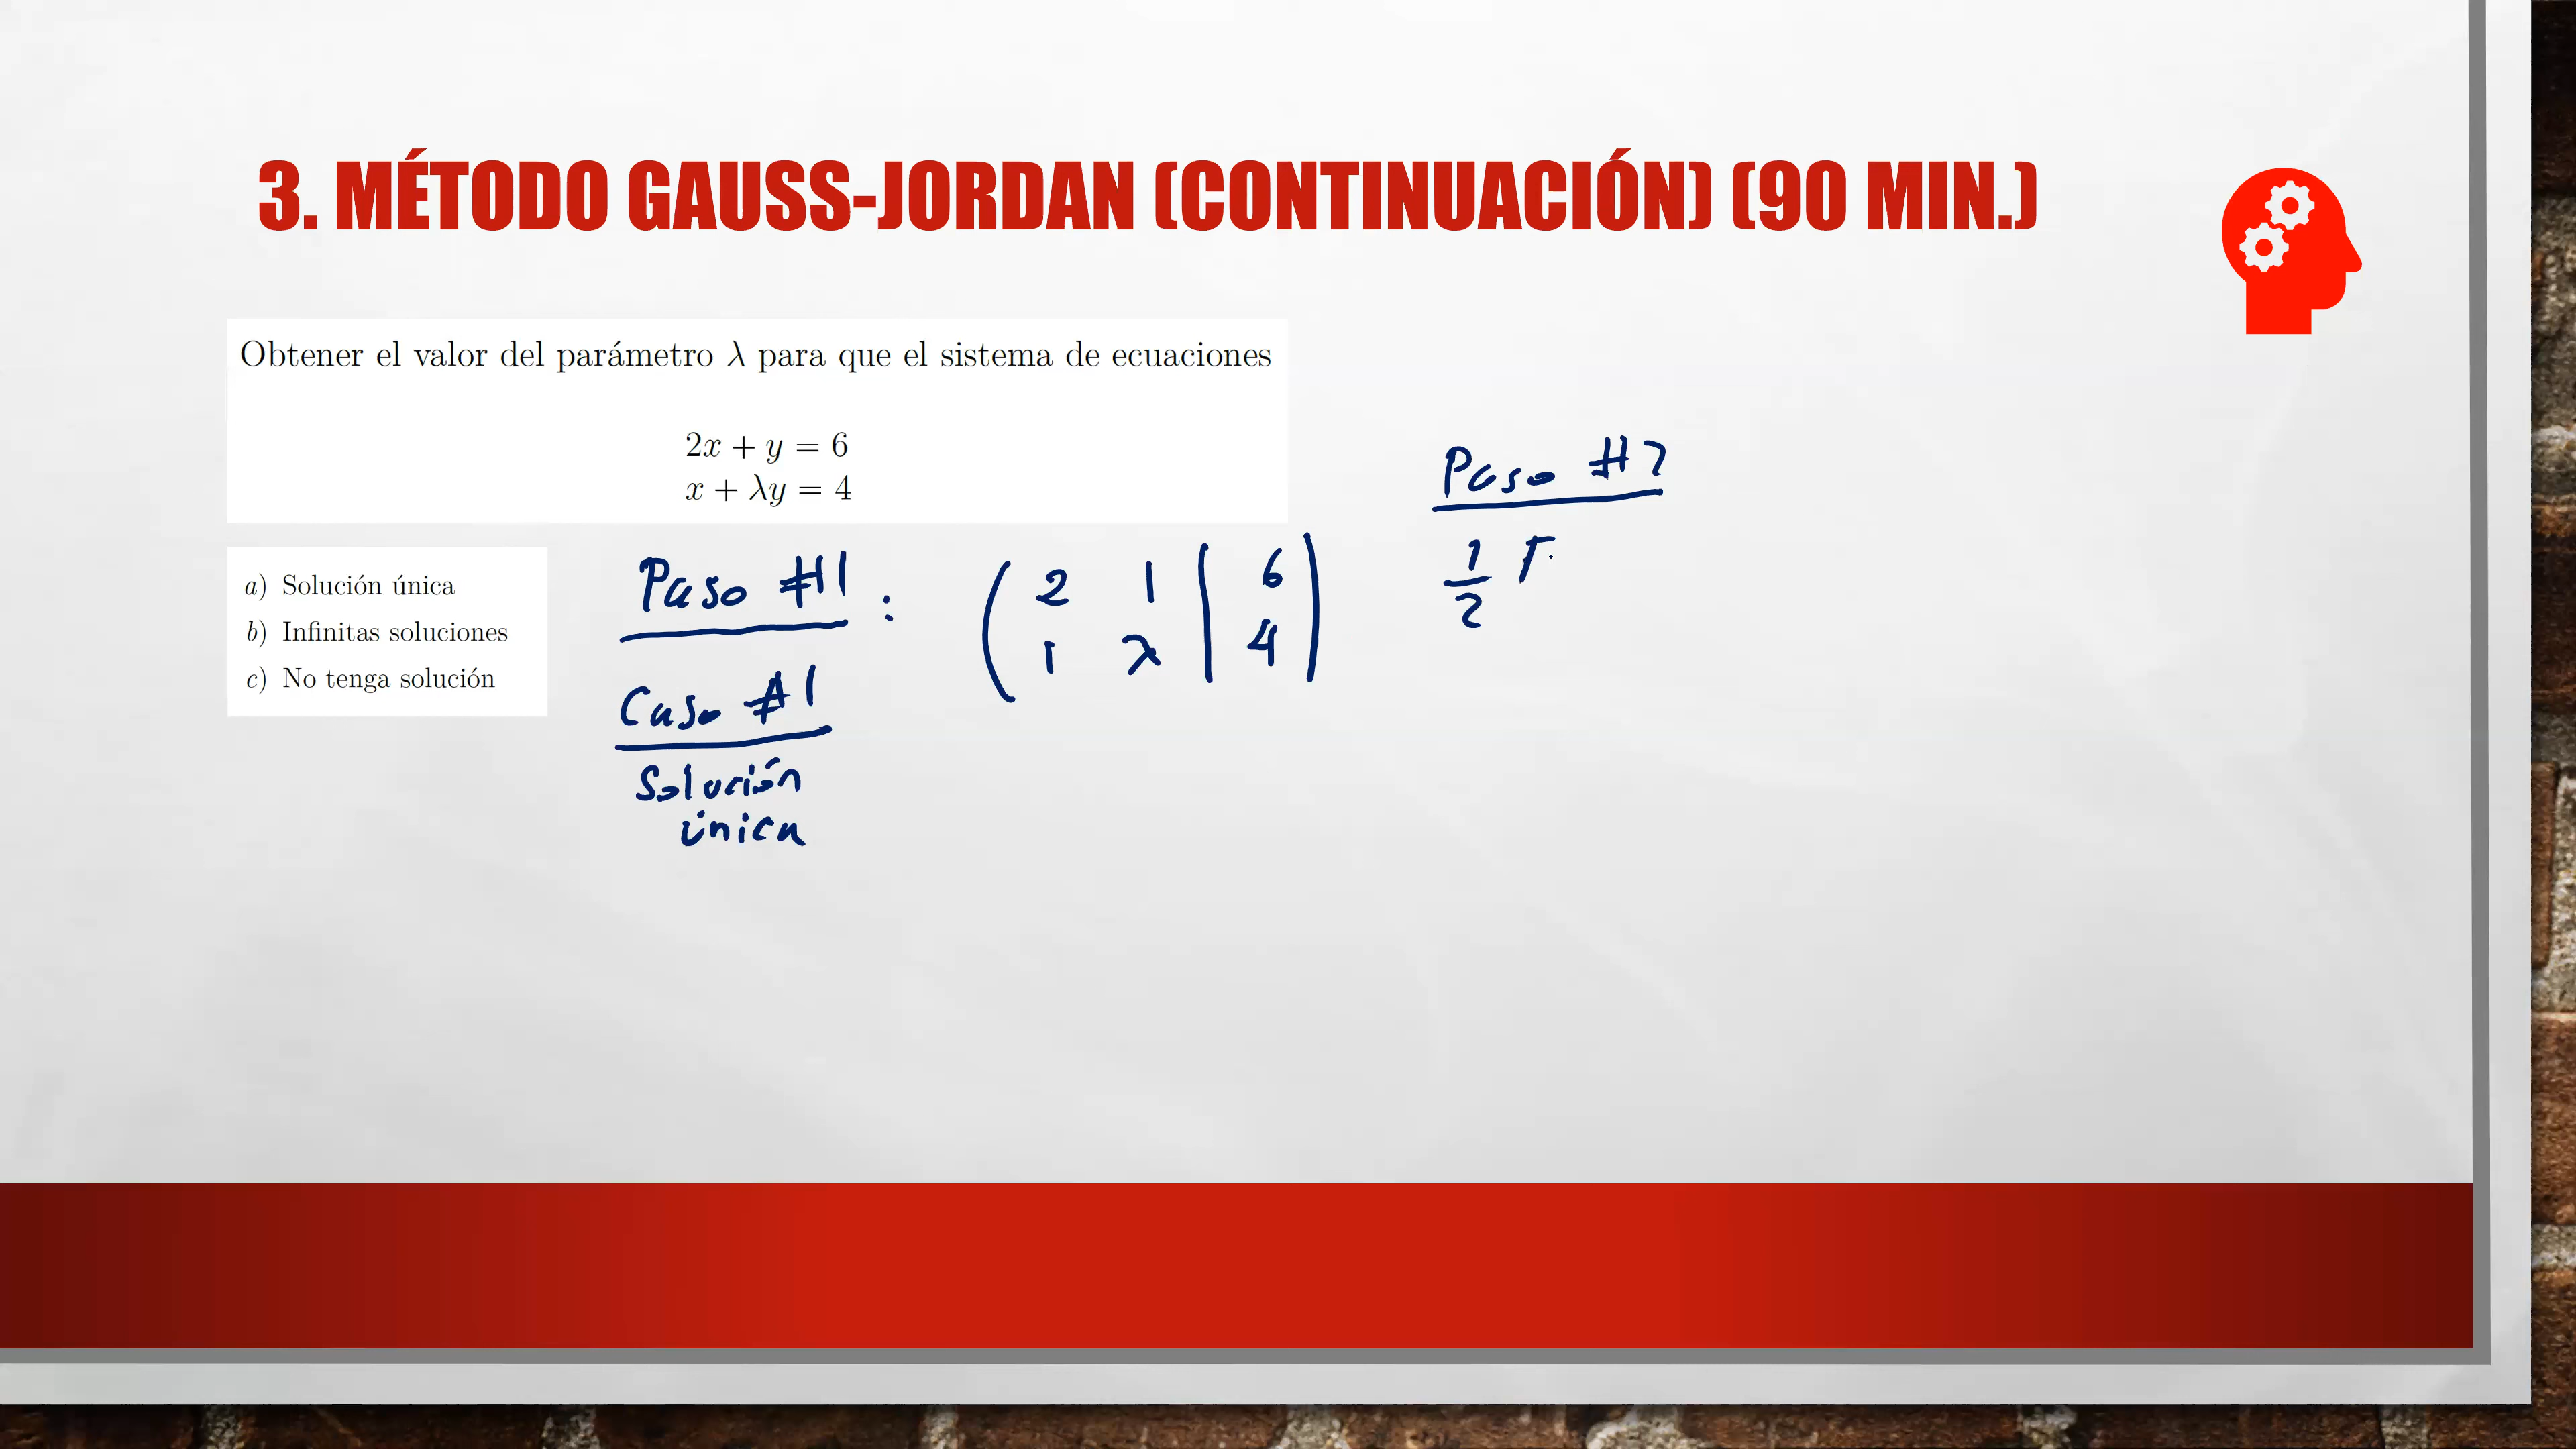 3. MÉTODO GAUSS-JORDAN (CONTINUACIÓN) (90 MIN.)
Obtener el valor del parámetro λ para que el sistema de ecuaciones
2x + y = 6
x + λy = 4
a) Solución única
b) Infinitas soluciones
c) No tenga solución
Paso #1 :
( 2 1 | 6 )
( 1 λ | 4 )
Caso #1
Solución
única
Paso #2
1/2 F